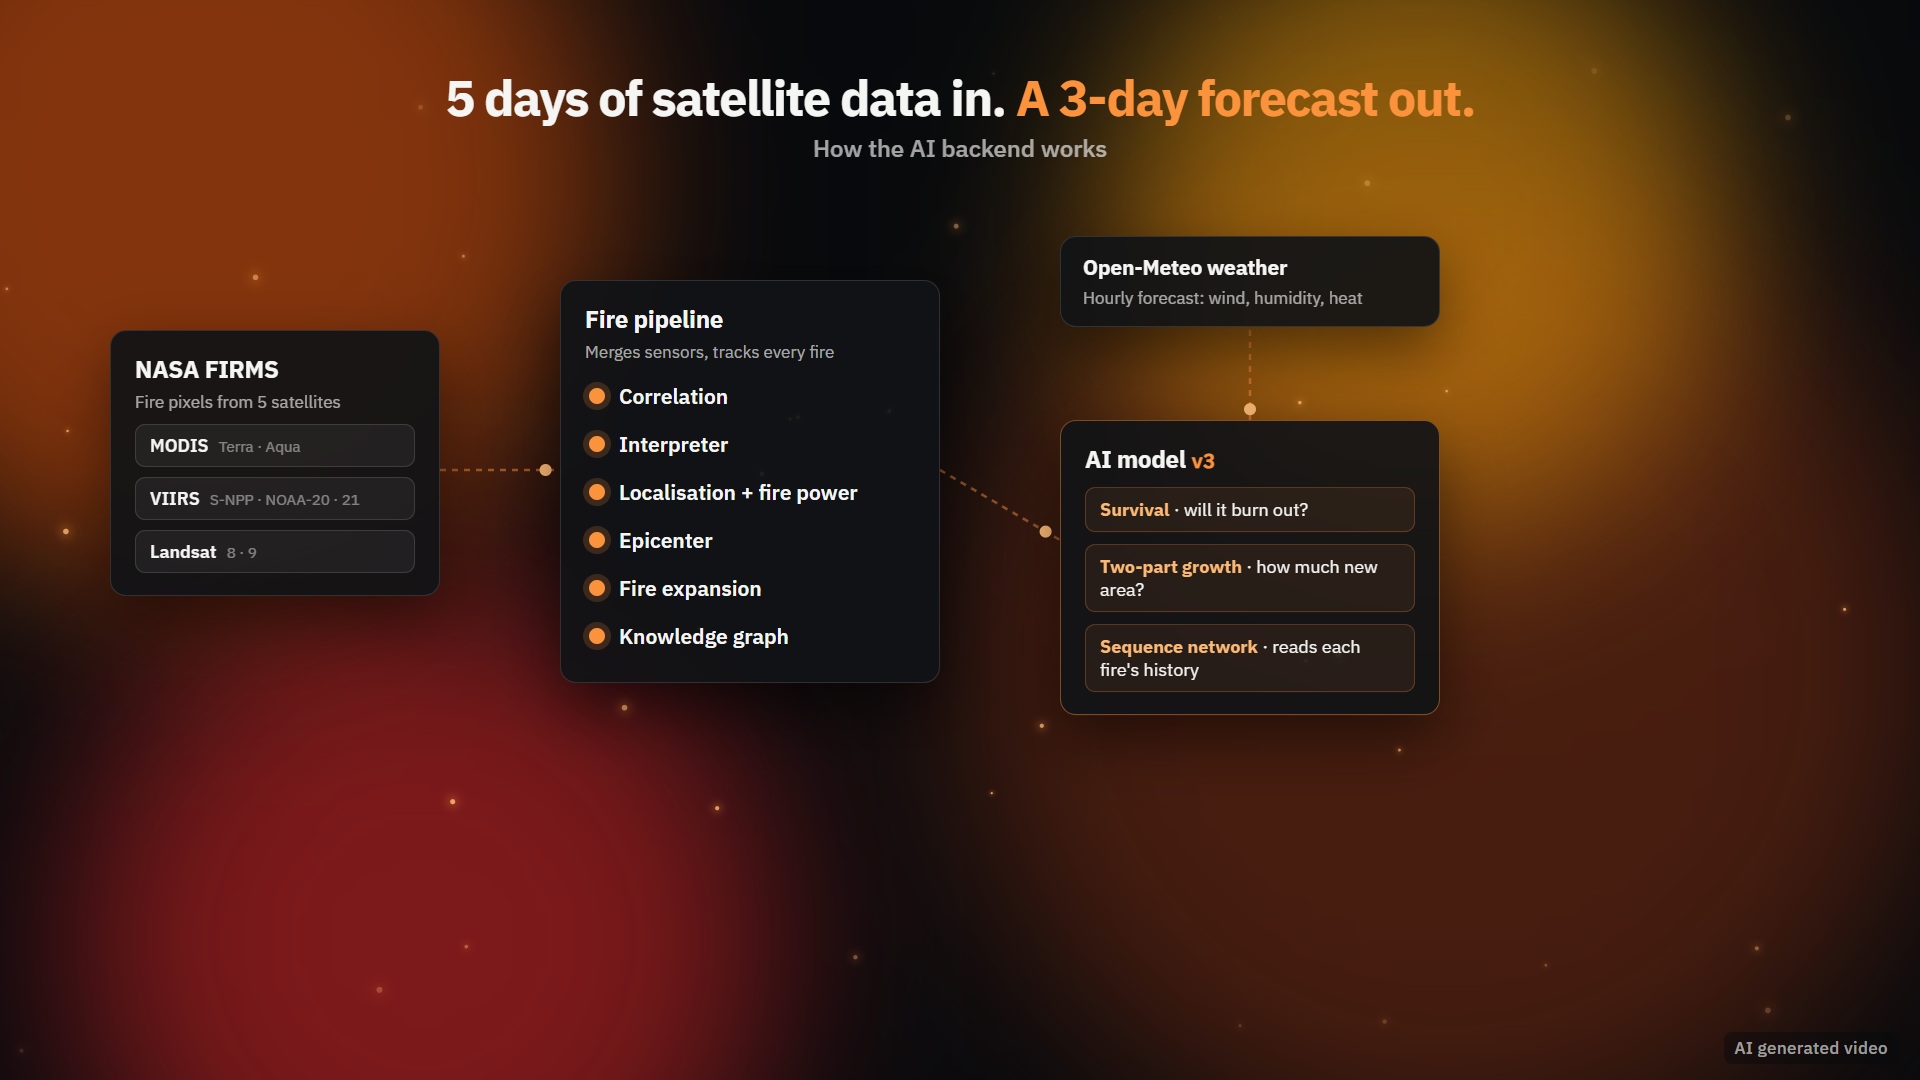 5 days of satellite data in. A 3-day forecast out.
How the AI backend works
NASA FIRMS
Fire pixels from 5 satellites
MODIS Terra · Aqua
VIIRS S-NPP · NOAA-20 · 21
Landsat 8 · 9
Fire pipeline
Merges sensors, tracks every fire
Correlation
Interpreter
Localisation + fire power
Epicenter
Fire expansion
Knowledge graph
Open-Meteo weather
Hourly forecast: wind, humidity, heat
AI model v3
Survival · will it burn out?
Two-part growth · how much new
area?
Sequence network · reads each
fire's history
AI generated video